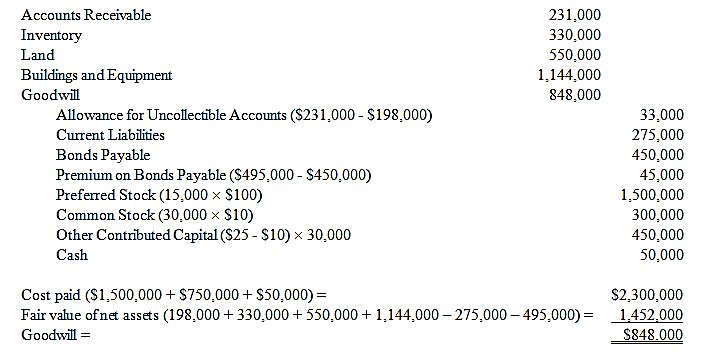 Accounts Receivable 231,000
Inventory 330,000
Land 550,000
Buildings and Equipment 1,144,000
Goodwill 848,000
Allowance for Uncollectible Accounts ($231,000 - $198,000) 33,000
Current Liabilities 275,000
Bonds Payable 450,000
Premium on Bonds Payable ($495,000 - $450,000) 45,000
Preferred Stock (15,000 × $100) 1,500,000
Common Stock (30,000 × $10) 300,000
Other Contributed Capital ($25 - $10) × 30,000 450,000
Cash 50,000
Cost paid ($1,500,000 + $750,000 + $50,000) = $2,300,000
Fair value of net assets (198,000 + 330,000 + 550,000 + 1,144,000 – 275,000 – 495,000) = 1,452,000
Goodwill = $848,000